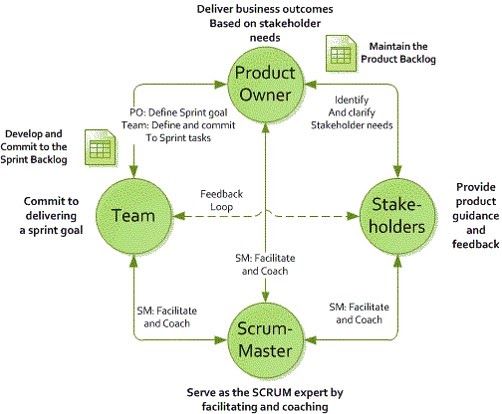 Deliver business outcomes
Based on stakeholder
needs
Maintain the
Product Backlog
Product
Owner
PO: Define Sprint goal
Team: Define and commit
To Sprint tasks
Identify
And clarify
Stakeholder needs
Develop and
Commit to the
Sprint Backlog
Commit to
delivering
a sprint goal
Team
Feedback
Loop
Stake-
holders
Provide
product
guidance
and
feedback
SM: Facilitate
and Coach
SM: Facilitate
and Coach
SM: Facilitate
and Coach
Scrum-
Master
Serve as the SCRUM expert by
facilitating and coaching